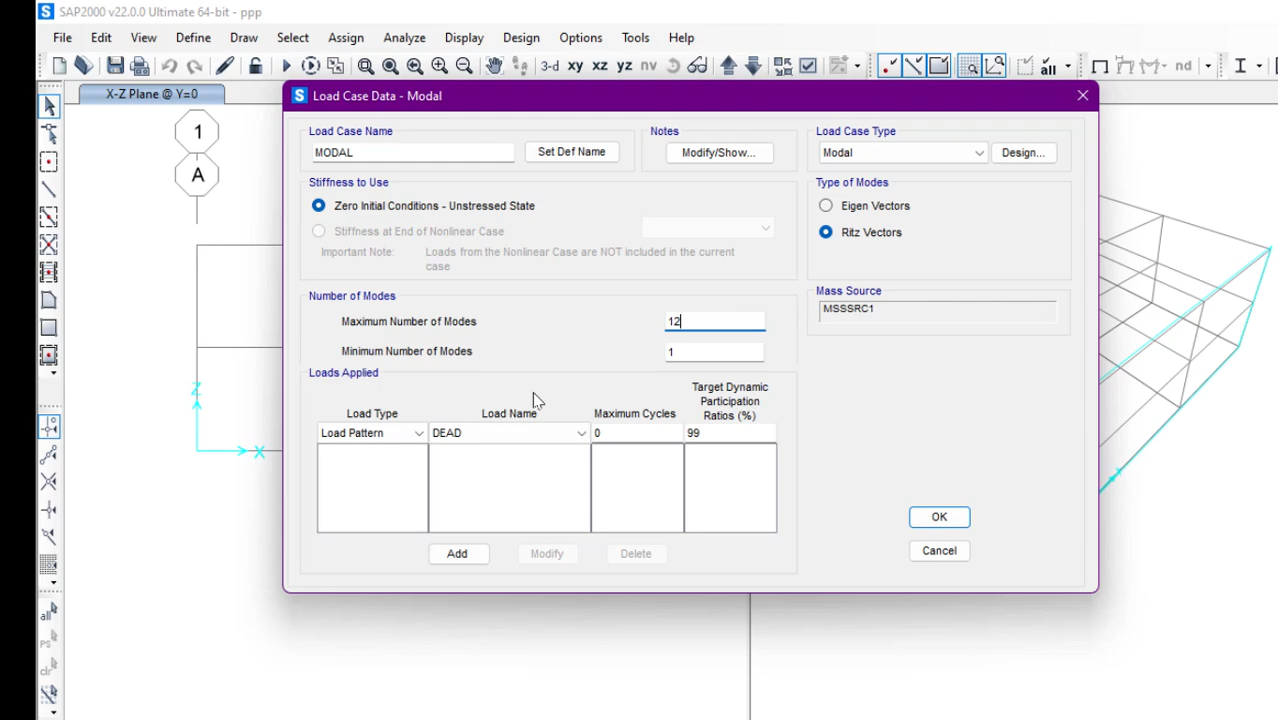 SAP2000 v22.0.0 Ultimate 64-bit - ppp
File Edit View Define Draw Select Assign Analyze Display Design Options Tools Help
3-d xy xz yz nv all nd
X-Z Plane @ Y=0
Load Case Data - Modal
1
A
Z
X
all
PS
clr
Load Case Name
MODAL
Set Def Name
Notes
Modify/Show...
Load Case Type
Modal
Design...
Stiffness to Use
Zero Initial Conditions - Unstressed State
Stiffness at End of Nonlinear Case
Important Note: Loads from the Nonlinear Case are NOT included in the current
case
Type of Modes
Eigen Vectors
Ritz Vectors
Number of Modes
Maximum Number of Modes 12
Minimum Number of Modes 1
Mass Source
MSSSRC1
Loads Applied
Target Dynamic
Participation
Load Type Load Name Maximum Cycles Ratios (%)
Load Pattern DEAD 0 99
Add Modify Delete
OK
Cancel